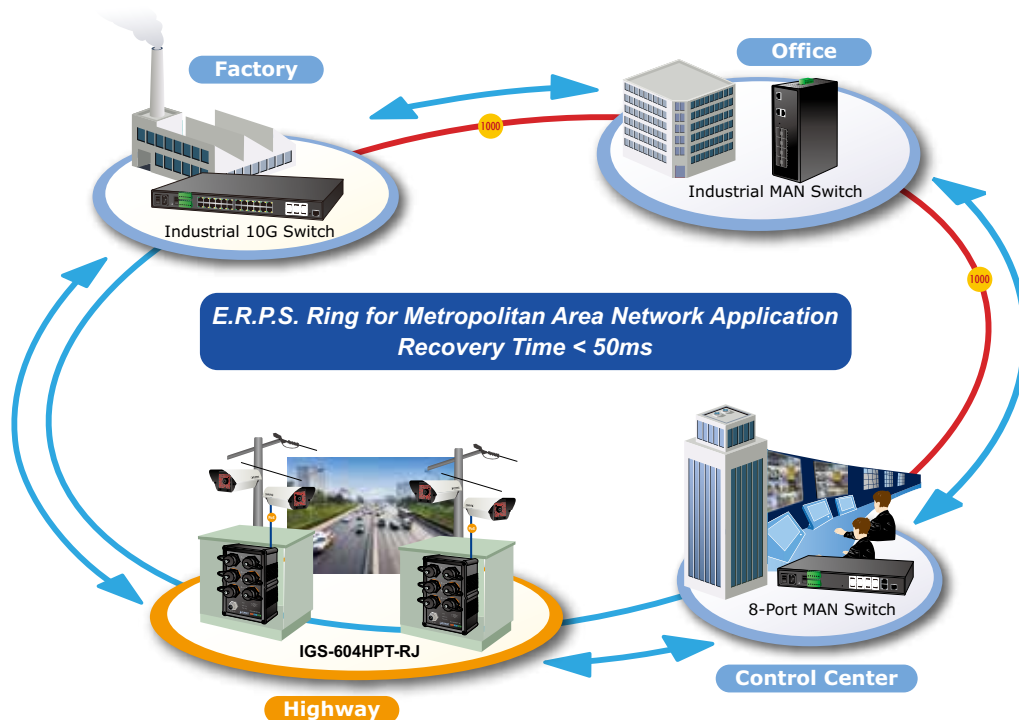 Factory
Office
1000
Industrial MAN Switch
Industrial 10G Switch
1000
E.R.P.S. Ring for Metropolitan Area Network Application
Recovery Time < 50ms
8-Port MAN Switch
IGS-604HPT-RJ
Control Center
Highway